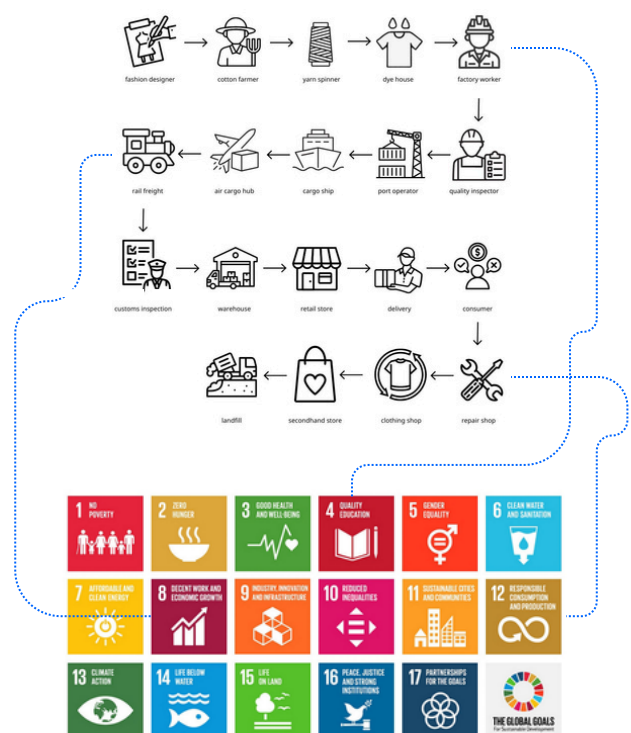 fashion designer
cotton farmer
yarn spinner
dye house
factory worker
rail freight
air cargo hub
cargo ship
port operator
quality inspector
customs inspection
warehouse
retail store
delivery
consumer
landfill
secondhand store
clothing shop
repair shop
1 NO
POVERTY
2 ZERO
HUNGER
3 GOOD HEALTH
AND WELL-BEING
4 QUALITY
EDUCATION
5 GENDER
EQUALITY
6 CLEAN WATER
AND SANITATION
7 AFFORDABLE AND
CLEAN ENERGY
8 DECENT WORK AND
ECONOMIC GROWTH
9 INDUSTRY, INNOVATION
AND INFRASTRUCTURE
10 REDUCED
INEQUALITIES
11 SUSTAINABLE CITIES
AND COMMUNITIES
12 RESPONSIBLE
CONSUMPTION
AND PRODUCTION
13 CLIMATE
ACTION
14 LIFE BELOW
WATER
15 LIFE
ON LAND
16 PEACE, JUSTICE
AND STRONG
INSTITUTIONS
17 PARTNERSHIPS
FOR THE GOALS
THE GLOBAL GOALS
For Sustainable Development